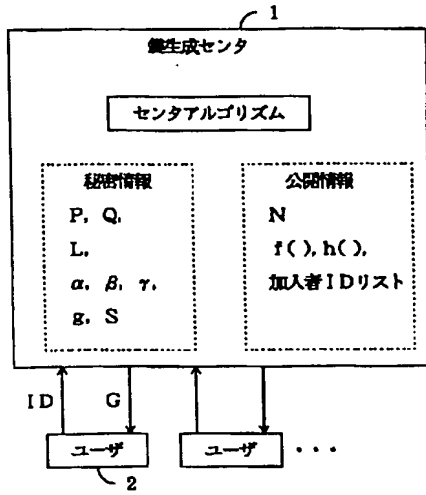 1
鍵生成センタ
センタアルゴリズム
秘密情報
P, Q,
L,
α, β, γ,
g, S
公開情報
N
f( ), h( ),
加入者IDリスト
ID
G
ユーザ
ユーザ
・・・
2